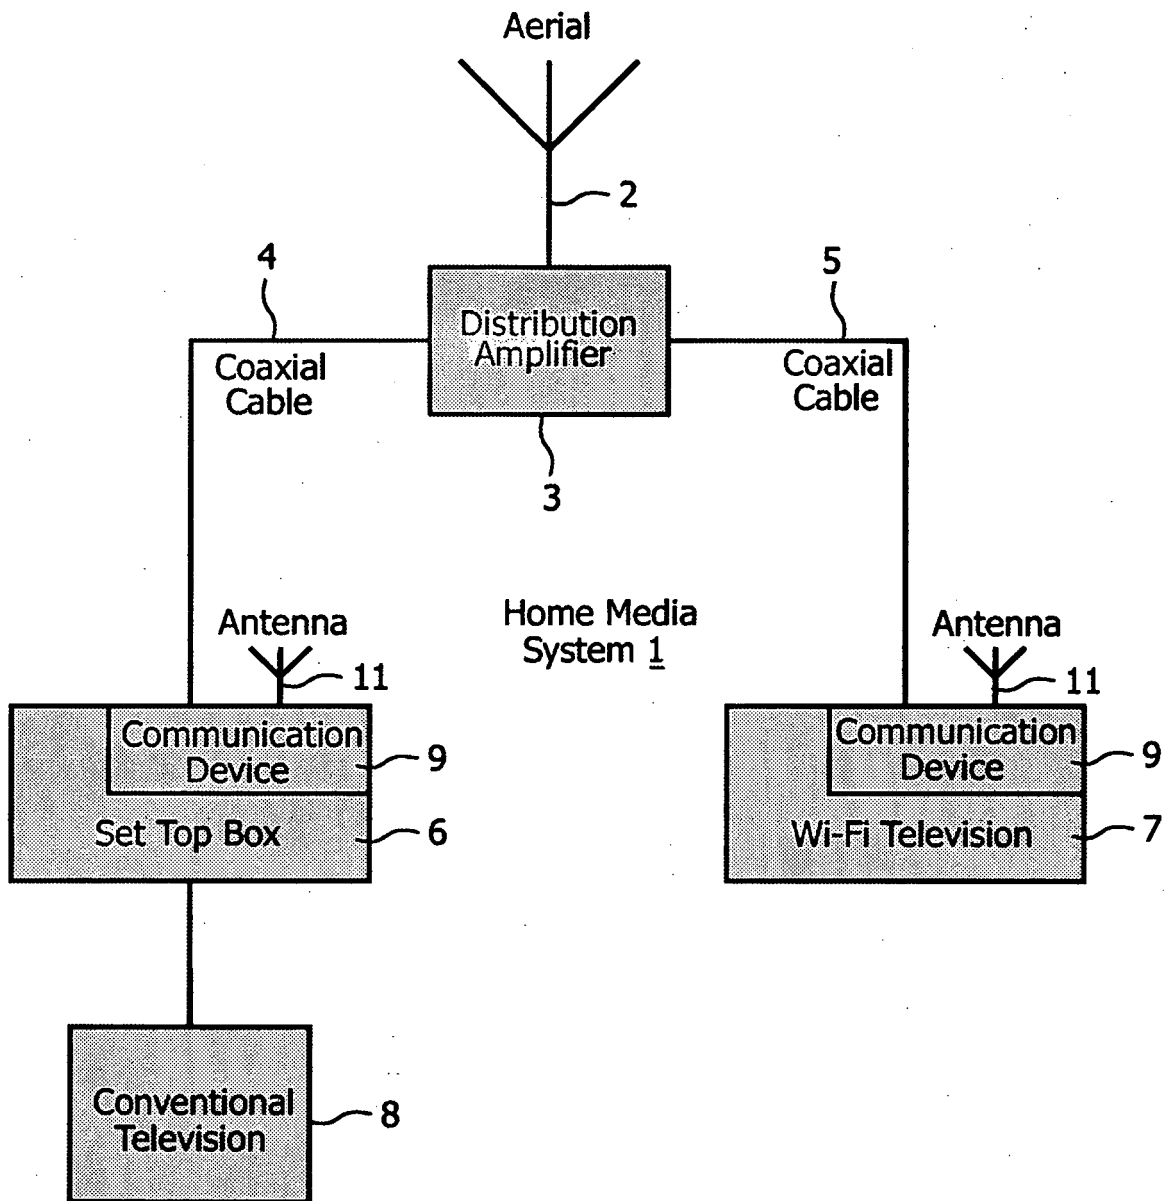 Aerial
2
4
5
Distribution
Amplifier
Coaxial
Cable
Coaxial
Cable
3
Home Media
System 1
Antenna
11
Antenna
11
Communication
Device
9
Communication
Device
9
Set Top Box
6
Wi-Fi Television
7
Conventional
Television
8